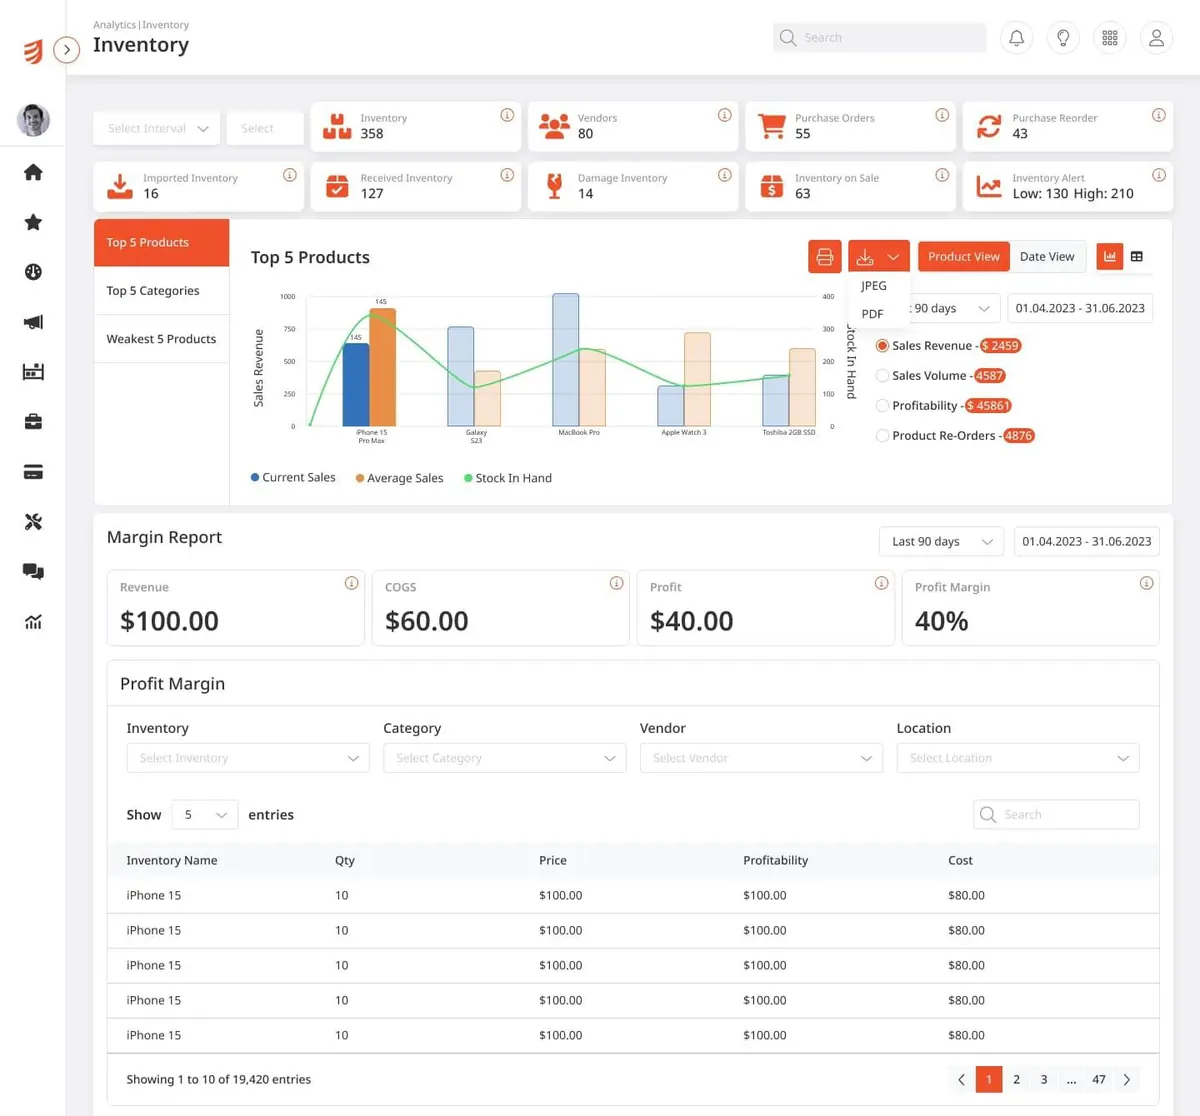 Analytics | Inventory
Inventory
Search
Select Interval
Select
Inventory
358
Vendors
80
Purchase Orders
55
Purchase Reorder
43
Imported Inventory
16
Received Inventory
127
Damage Inventory
14
Inventory on Sale
63
Inventory Alert
Low: 130 High: 210
Top 5 Products
Top 5 Categories
Weakest 5 Products
Top 5 Products
Product View
Date View
JPEG
PDF
90 days
01.04.2023 - 31.06.2023
Sales Revenue
1000
750
500
250
0
145
145
400
300
200
100
0
Stock In Hand
iPhone 15
Pro Max
Galaxy
S23
MacBook Pro
Apple Watch 3
Toshiba 2GB SSD
Current Sales
Average Sales
Stock In Hand
Sales Revenue - $ 2459
Sales Volume - 4587
Profitability - $ 45861
Product Re-Orders - 4876
Margin Report
Last 90 days
01.04.2023 - 31.06.2023
Revenue
$100.00
COGS
$60.00
Profit
$40.00
Profit Margin
40%
Profit Margin
Inventory
Category
Vendor
Location
Select Inventory
Select Category
Select Vendor
Select Location
Show 5 entries
Search
Inventory Name Qty Price Profitability Cost
iPhone 15 10 $100.00 $100.00 $80.00
iPhone 15 10 $100.00 $100.00 $80.00
iPhone 15 10 $100.00 $100.00 $80.00
iPhone 15 10 $100.00 $100.00 $80.00
iPhone 15 10 $100.00 $100.00 $80.00
Showing 1 to 10 of 19,420 entries
1 2 3 ... 47